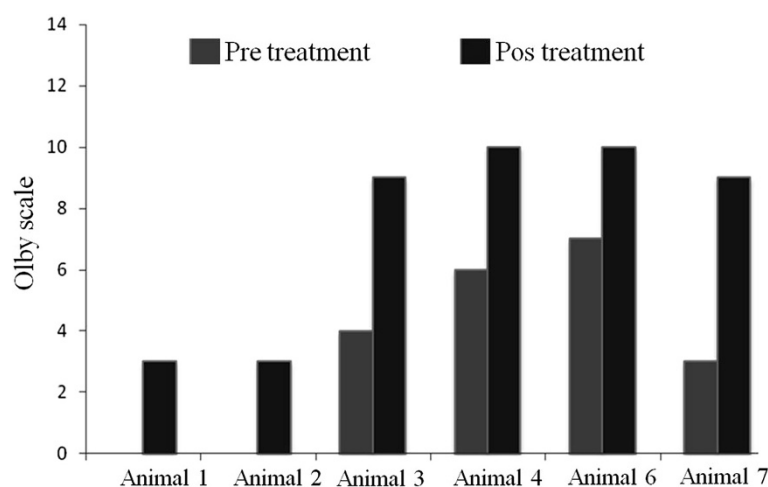 14
Pre treatment
Pos treatment
12
10
8
6
4
2
0
Olby scale
Animal 1
Animal 2
Animal 3
Animal 4
Animal 6
Animal 7